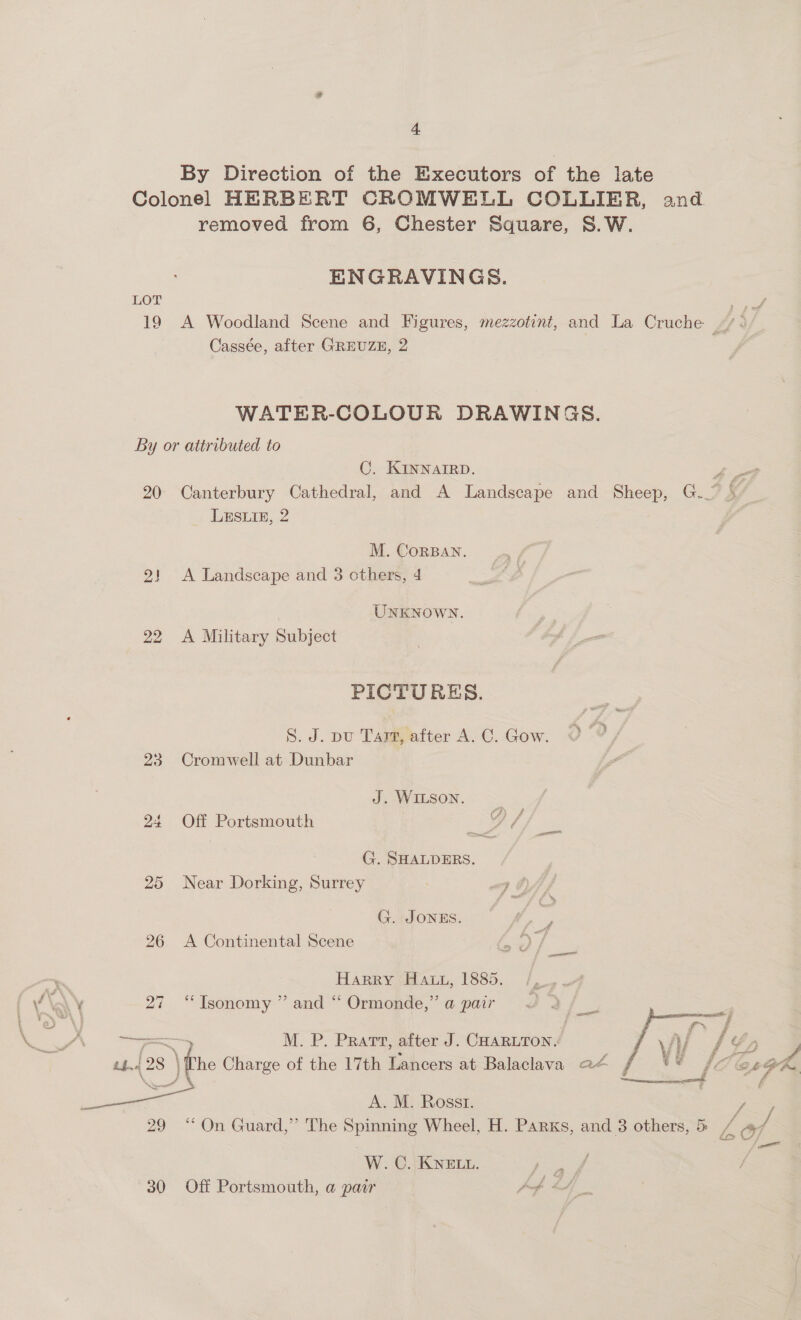 4
By Direction of the Executors of the late
Colonel HERBERT CROMWELL COLLIER, and
removed from 6, Chester Square, S.W.
ENGRAVINGS.
LOT
19 A Woodland Scene and Figures, mezzotint, and La Cruche
Cassée, after GREUZE, 2
WATER-COLOUR DRAWINGS.
By or attributed to
C. KINNAIRD.
20 Canterbury Cathedral, and A Landscape and Sheep, G.
LESLIE, 2
M. CORBAN.
21 A Landscape and 3 others, 4
UNKNOWN.
22 A Military Subject
PICTURES.
S. J. DU TAIT, after A. C. Gow.
23 Cromwell at Dunbar
J. WILSON.
24 Off Portsmouth
G. SHALDERS.
25 Near Dorking, Surrey
G. JONES.
26 A Continental Scene
HARRY HALL, 1885.
27 “Isonomy” and “Ormonde,” a pair
M. P. PRATT, after J. CHARLTON.
28 The Charge of the 17th Lancers at Balaclava
A. M. ROSSI.
29 “On Guard,” The Spinning Wheel, H. PARKS, and 3 others, 5
W. C. KNELL.
30 Off Portsmouth, a pair